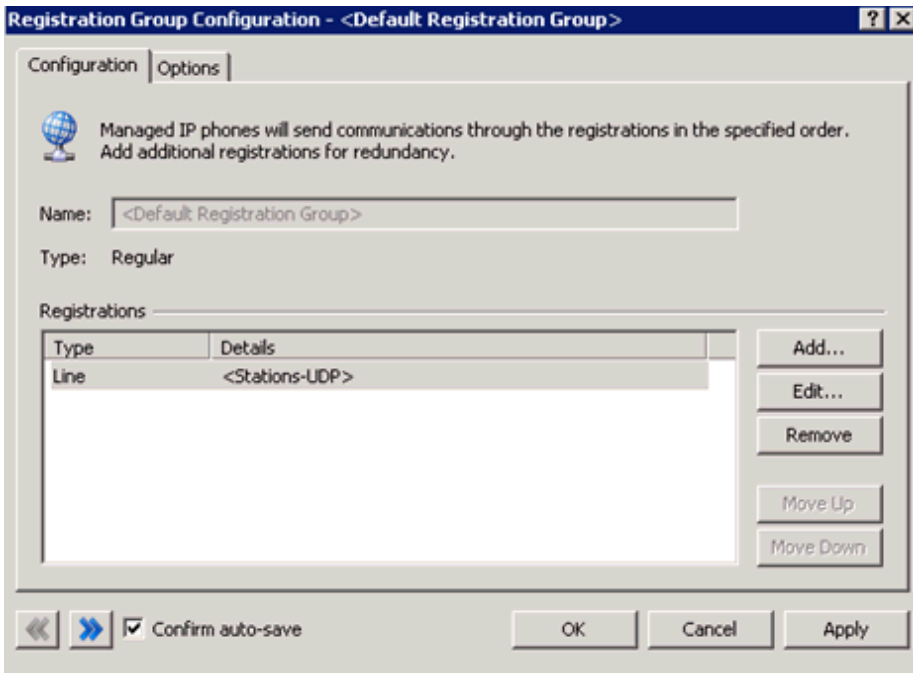 Registration Group Configuration - <Default Registration Group>
Configuration Options
Managed IP phones will send communications through the registrations in the specified order.
Add additional registrations for redundancy.
Name: <Default Registration Group>
Type: Regular
Registrations
Type Details
Line <Stations-UDP>
Add...
Edit...
Remove
Move Up
Move Down
Confirm auto-save OK Cancel Apply